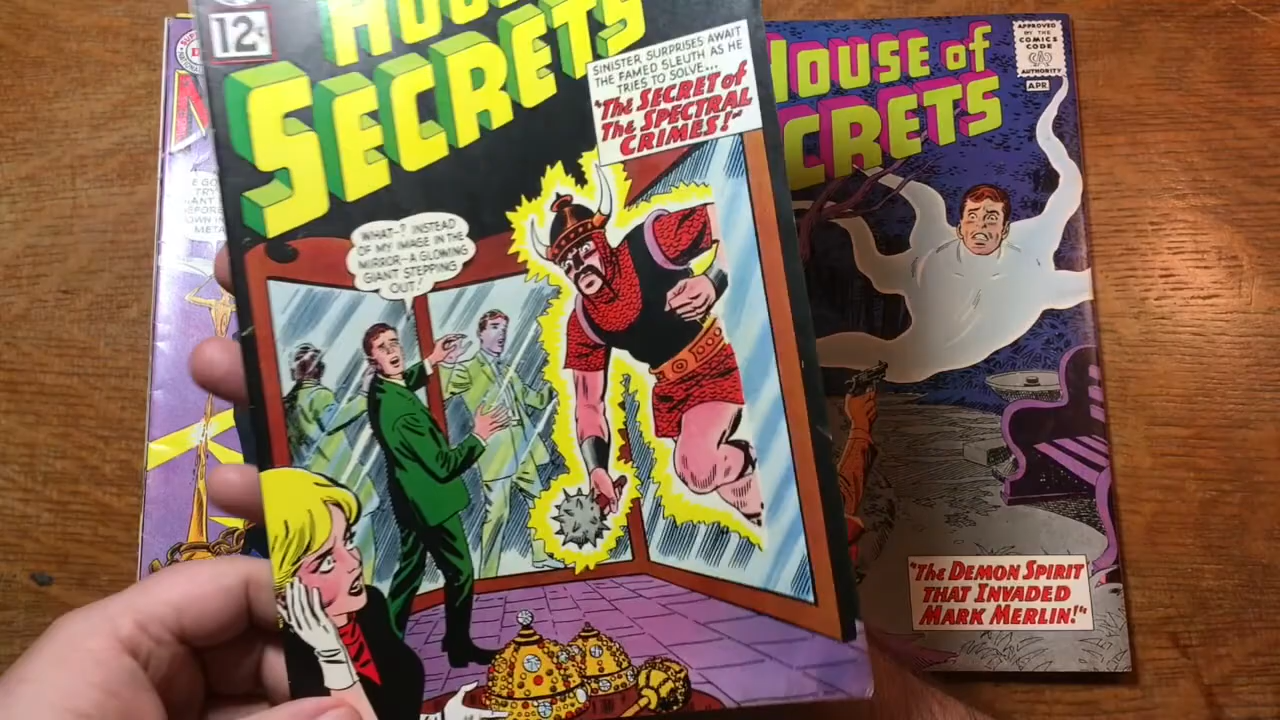 12¢
SECRETS
SINISTER SURPRISES AWAIT
THE FAMED SLEUTH AS HE
TRIES TO SOLVE...
"The SECRET of
The SPECTRAL
CRIMES!"
WHAT-? INSTEAD
OF MY IMAGE IN THE
MIRROR--A GLOWING
GIANT STEPPING
OUT!
HOUSE of
CRETS
APPROVED
BY THE
COMICS
CODE
AUTHORITY
APR.
"The DEMON SPIRIT
THAT INVADED
MARK MERLIN!"